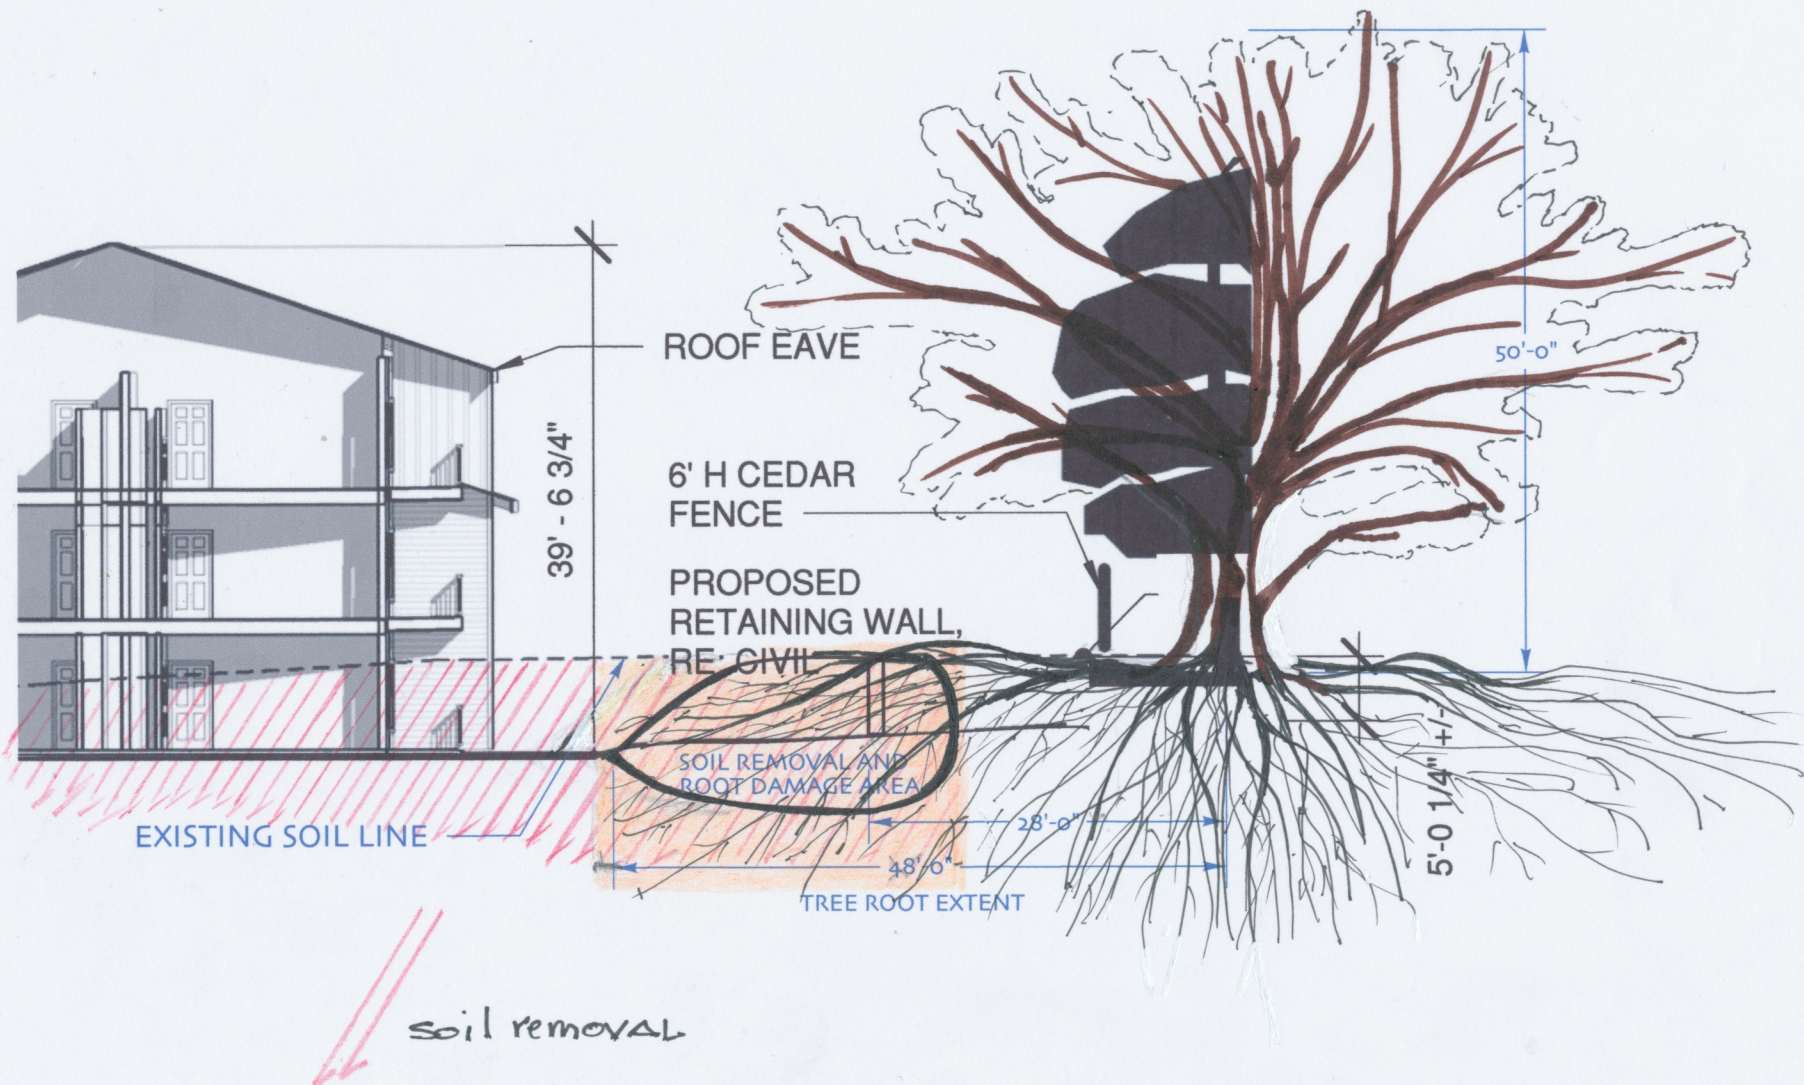 ROOF EAVE
39' - 6 3/4"
6' H CEDAR
FENCE
PROPOSED
RETAINING WALL,
RE: CIVIL
50'-0"
SOIL REMOVAL AND
ROOT DAMAGE AREA
EXISTING SOIL LINE
28'-0"
48'-0"
TREE ROOT EXTENT
5'-0 1/4" +/-
soil removal